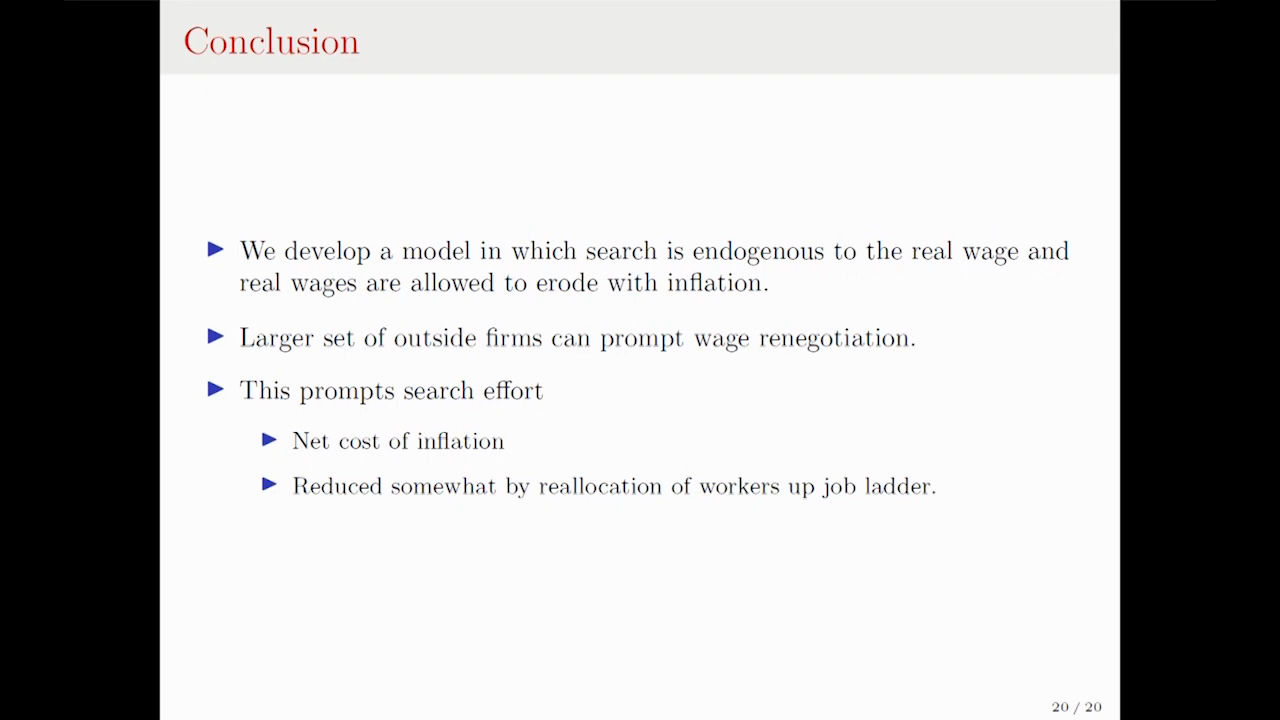 Conclusion
We develop a model in which search is endogenous to the real wage and
real wages are allowed to erode with inflation.
Larger set of outside firms can prompt wage renegotiation.
This prompts search effort
Net cost of inflation
Reduced somewhat by reallocation of workers up job ladder.
20 / 20